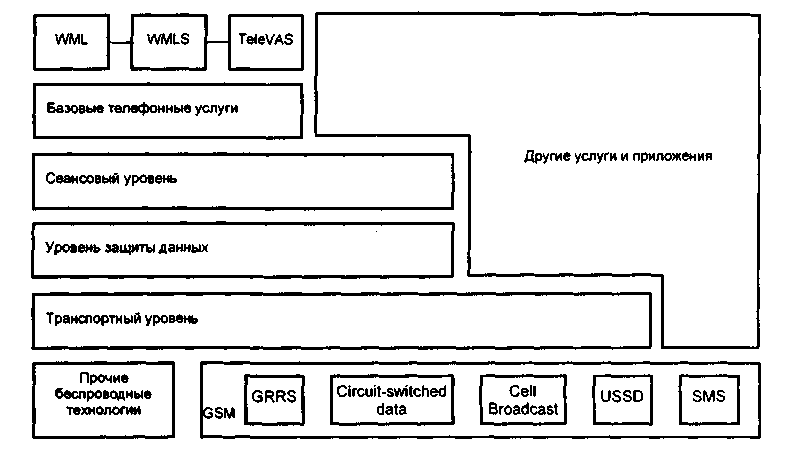 WML WMLS TeleVAS
Базовые телефонные услуги
Другие услуги и приложения
Сеансовый уровень
Уровень защиты данных
Транспортный уровень
Прочие
беспроводные
технологии
GSM
GRRS
Circuit-switched
data
Cell
Broadcast
USSD
SMS